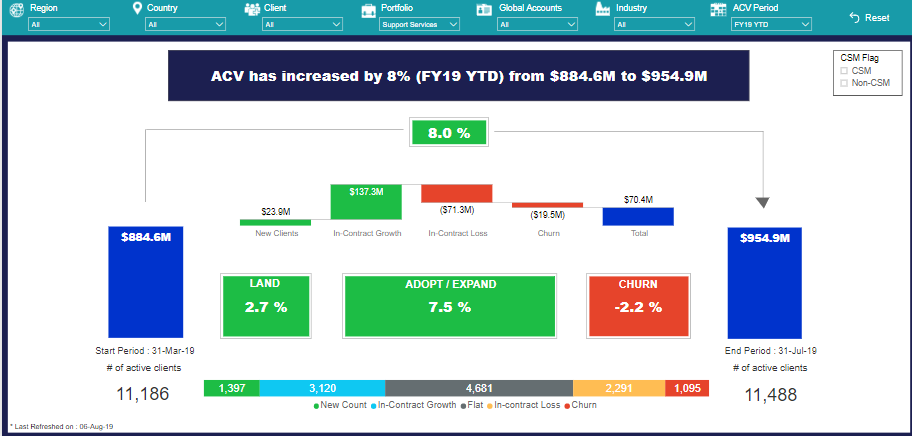 Region Country Client Portfolio Global Accounts Industry ACV Period
All All All Support Services All All FY19 YTD Reset
CSM Flag
CSM
Non-CSM
ACV has increased by 8% (FY19 YTD) from $884.6M to $954.9M
8.0 %
$23.9M $137.3M ($71.3M) ($19.5M) $70.4M
New Clients In-Contract Growth In-Contract Loss Churn Total
$884.6M $954.9M
LAND ADOPT / EXPAND CHURN
2.7 % 7.5 % -2.2 %
Start Period : 31-Mar-19 End Period : 31-Jul-19
# of active clients # of active clients
11,186 1,397 3,120 4,681 2,291 1,095 11,488
New Count In-Contract Growth Flat In-contract Loss Churn
* Last Refreshed on : 06-Aug-19